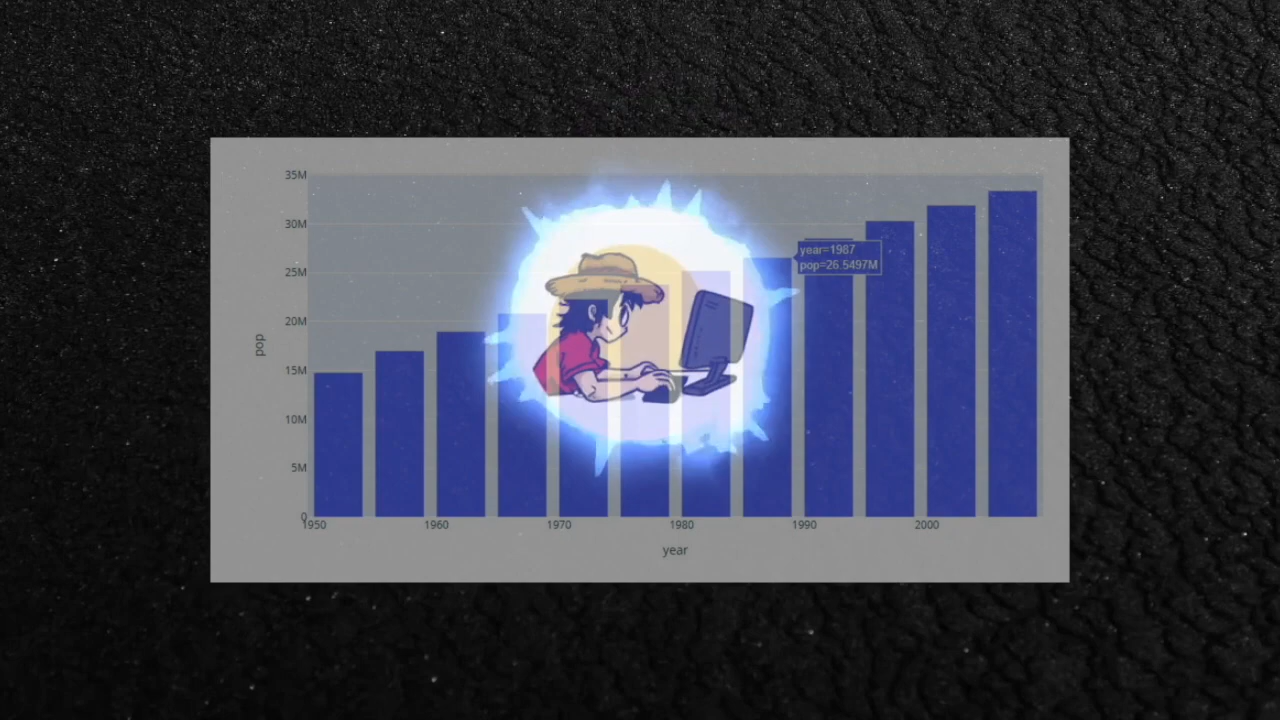 35M
30M
25M
20M
15M
10M
5M
0
pop
year=1987
pop=26.5497M
1950
1960
1970
1980
1990
2000
year